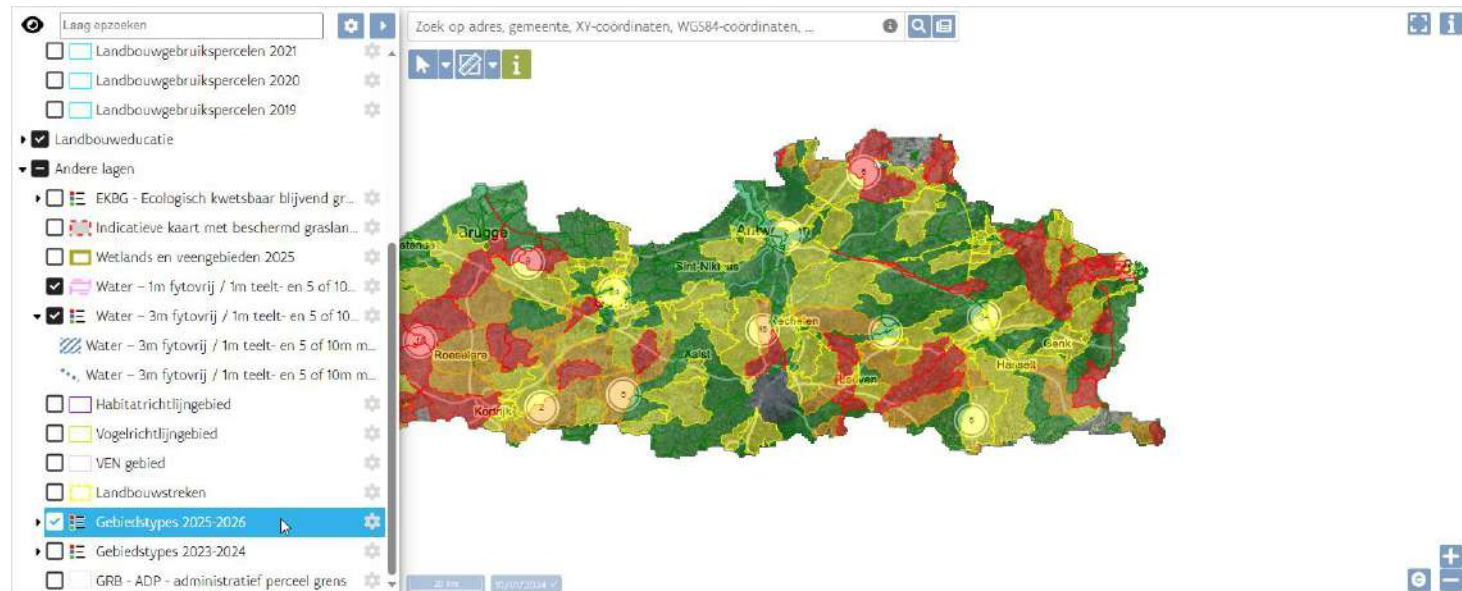 Laag opzoeken
Landbouwgebruikspercelen 2021
Landbouwgebruikspercelen 2020
Landbouwgebruikspercelen 2019
Landbouweducatie
Andere lagen
EKBG - Ecologisch kwetsbaar blijvend gr...
Indicatieve kaart met beschermd graslan...
Wetlands en veengebieden 2025
Water – 1m fytovrij / 1m teelt- en 5 of 10...
Water – 3m fytovrij / 1m teelt- en 5 of 10...
Water – 3m fytovrij / 1m teelt- en 5 of 10m m...
Water – 3m fytovrij / 1m teelt- en 5 of 10m m...
Habitatrichtlijngebied
Vogelrichtlijngebied
VEN gebied
Landbouwstreken
Gebiedstypes 2025-2026
Gebiedstypes 2023-2024
GRB - ADP - administratief perceel grens
Zoek op adres, gemeente, XY-coördinaten, WGS84-coördinaten, ...
Brugge
Roeselare
Kortrijk
Aalst
Leuven
Hasselt
Genk
20 km